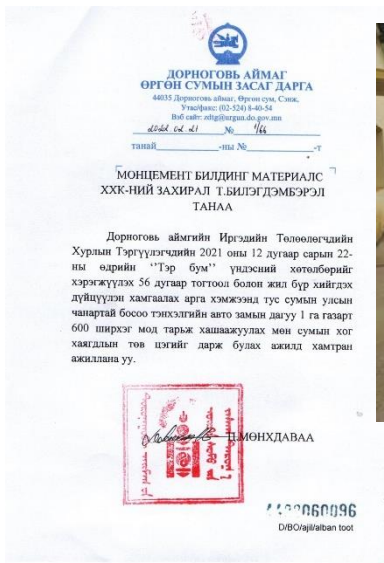 ДОРНОГОВЬ АЙМАГ
ӨРГӨН СУМЫН ЗАСАГ ДАРГА
44035 Дорноговь аймаг, Өргөн сум, Сэнж.
Утас/факс: (02-524) 8-40-54
Вэб сайт: zdtg@urgun.do.gov.mn
2022.02.21 № 1/66
танай -ны № -т
МОНЦЕМЕНТ БИЛДИНГ МАТЕРИАЛС
ХХК-НИЙ ЗАХИРАЛ Т.БИЛЭГДЭМБЭРЭЛ
ТАНАА
Дорноговь аймгийн Иргэдийн Төлөөлөгчдийн
Хурлын Тэргүүлэгчдийн 2021 оны 12 дугаар сарын 22-
ны өдрийн ''Тэр бум'' үндэсний хөтөлбөрийг
хэрэгжүүлэх 56 дугаар тогтоол болон жил бүр хийгдэх
дүйцүүлэн хамгаалах арга хэмжээнд тус сумын улсын
чанартай босоо тэнхлэгийн авто замын дагуу 1 га газарт
600 ширхэг мод тарьж хашаажуулах мөн сумын хог
хаягдлын төв цэгийг дарж булах ажилд хамтран
ажиллана уу.
П.МӨНХДАВАА
060096
D/BO/ajil/alban toot